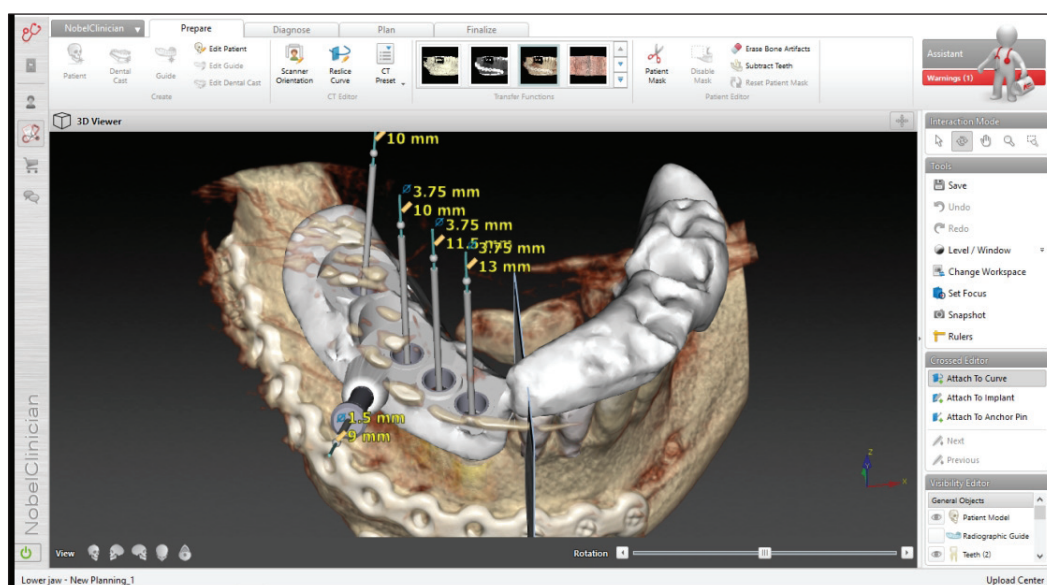 NobelClinician
Prepare
Diagnose
Plan
Finalize
Patient
Dental
Cast
Guide
Edit Patient
Edit Guide
Edit Dental Cast
Create
Scanner
Orientation
Reslice
Curve
CT
Preset
CT Editor
Transfer Functions
Patient
Mask
Disable
Mask
Erase Bone Artifacts
Subtract Teeth
Reset Patient Mask
Patient Editor
Assistant
Warnings (1)
3D Viewer
10 mm
3.75 mm
10 mm
3.75 mm
11.5 mm
3.75 mm
13 mm
1.5 mm
9 mm
z
x
Interaction Mode
Tools
Save
Undo
Redo
Level / Window
Change Workspace
Set Focus
Snapshot
Rulers
Crossed Editor
Attach To Curve
Attach To Implant
Attach To Anchor Pin
Next
Previous
Visibility Editor
General Objects
Patient Model
Radiographic Guide
Teeth (2)
NobelClinician
View
Rotation
Lower jaw - New Planning_1
Upload Center